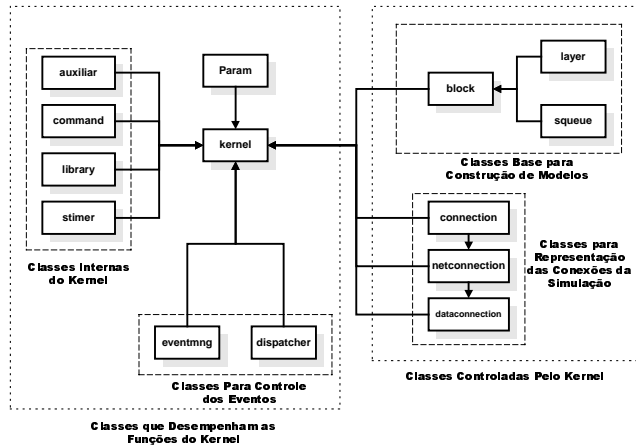 auxiliar
command
library
stimer
Classes Internas
do Kernel
Param
kernel
eventmng
dispatcher
Classes Para Controle
dos Eventos
Classes que Desempenham as
Funções do Kernel
block
layer
squeue
Classes Base para
Construção de Modelos
connection
netconnection
dataconnection
Classes para
Representação
das Conexões da
Simulação
Classes Controladas Pelo Kernel